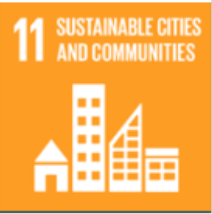 11 SUSTAINABLE CITIES
AND COMMUNITIES